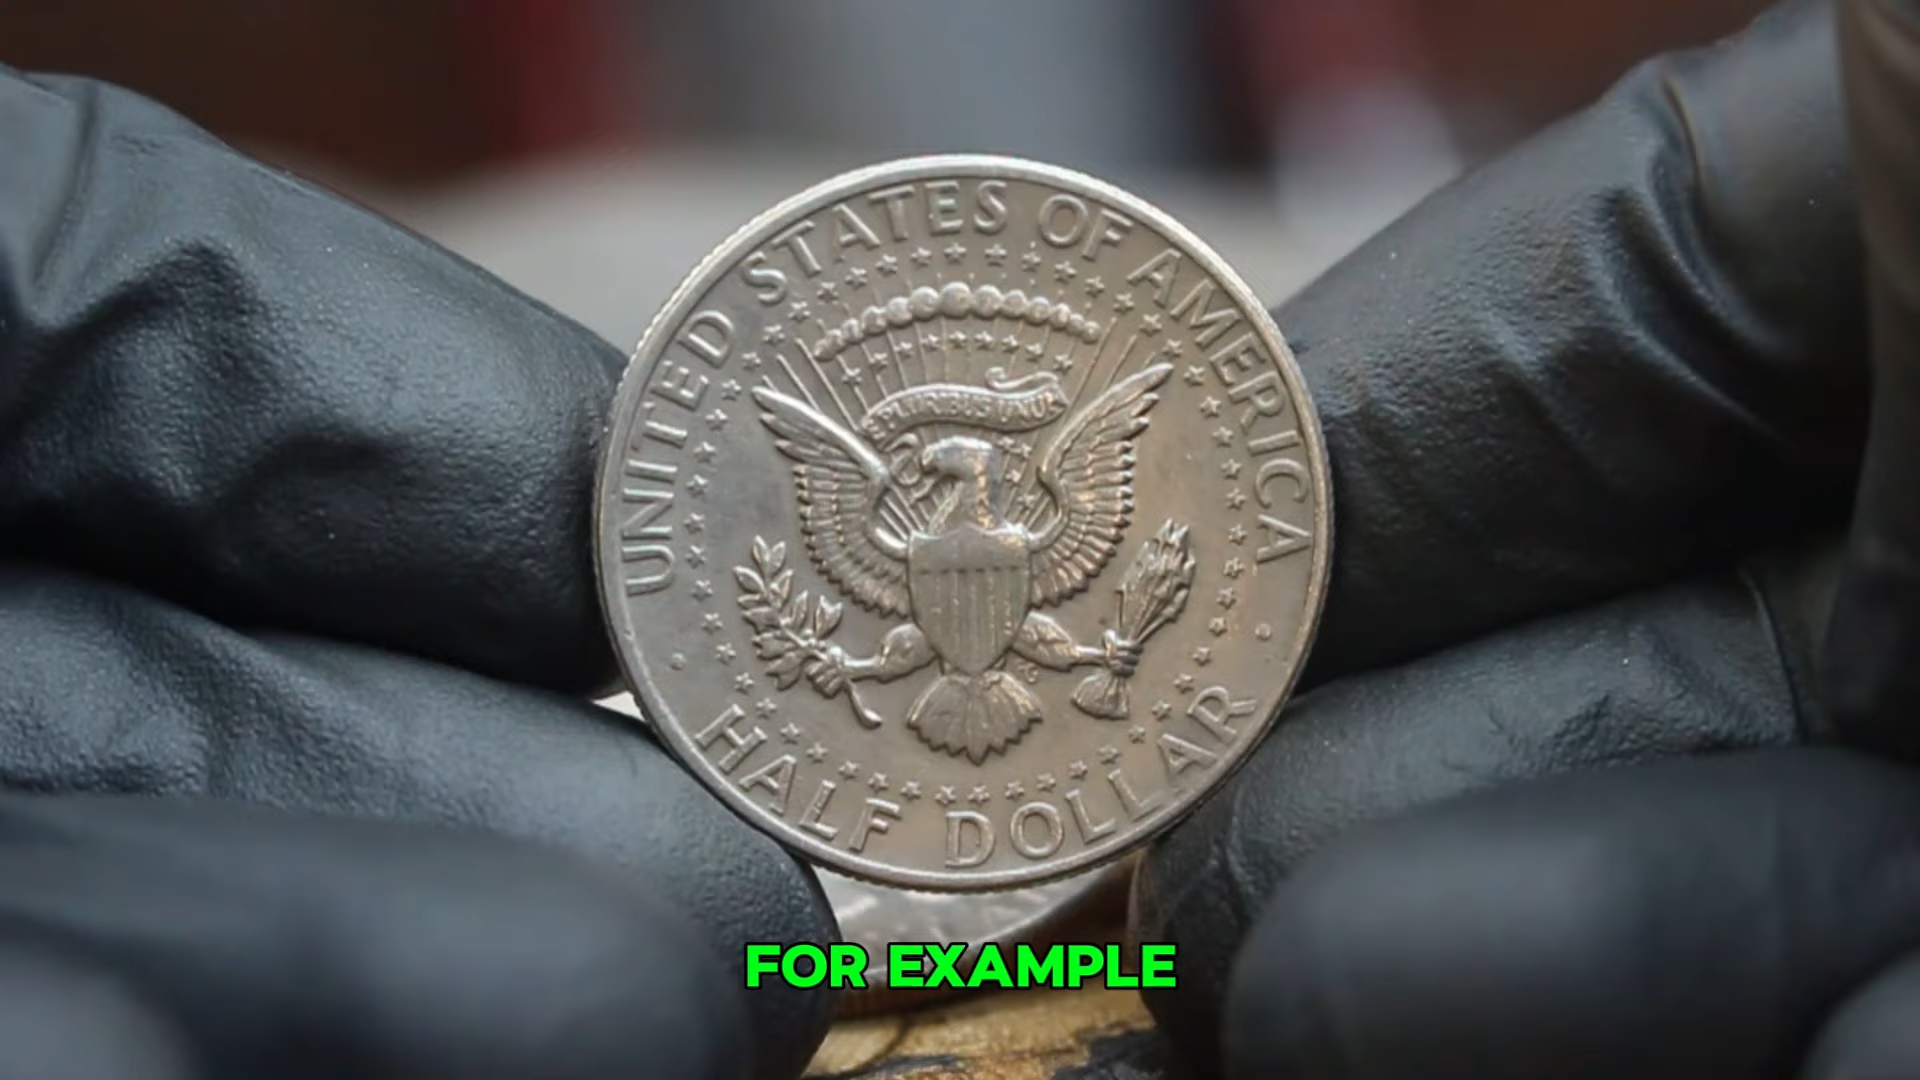 UNITED STATES OF AMERICA
PLURIBUS UNUM
HALF DOLLAR
FOR EXAMPLE